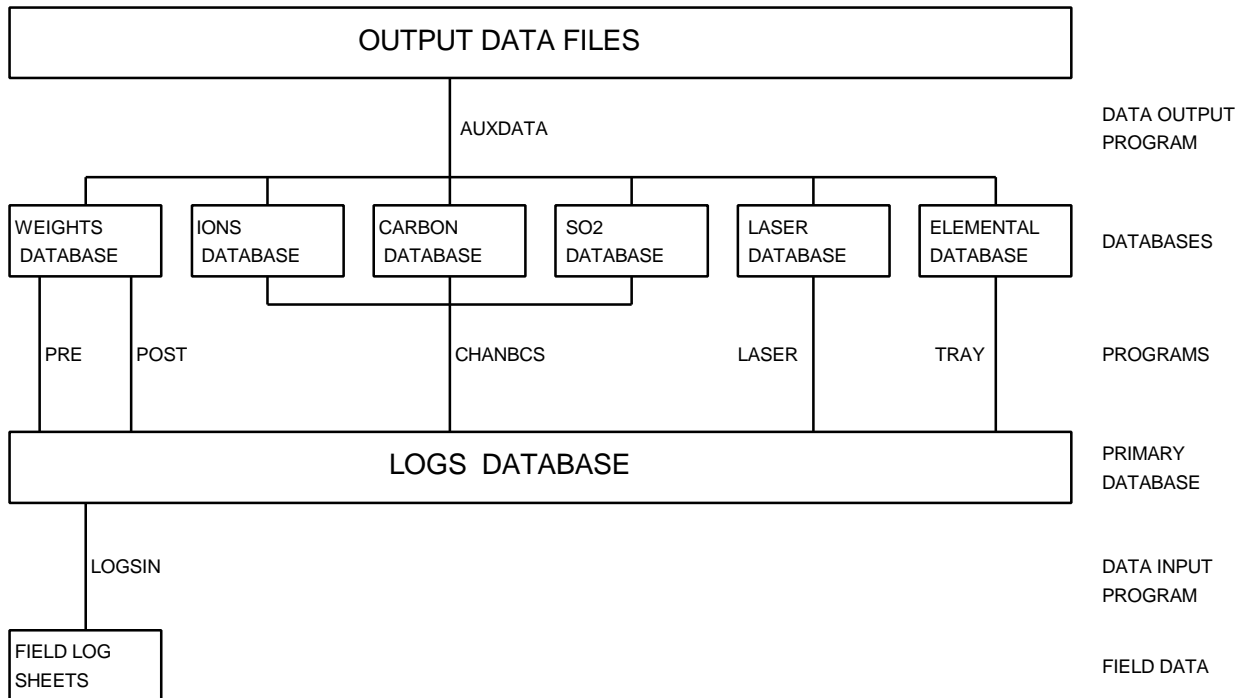 OUTPUT DATA FILES
AUXDATA
DATA OUTPUT
PROGRAM
WEIGHTS
DATABASE
IONS
DATABASE
CARBON
DATABASE
SO2
DATABASE
LASER
DATABASE
ELEMENTAL
DATABASE
DATABASES
PRE
POST
CHANBCS
LASER
TRAY
PROGRAMS
LOGS DATABASE
PRIMARY
DATABASE
LOGSIN
DATA INPUT
PROGRAM
FIELD LOG
SHEETS
FIELD DATA